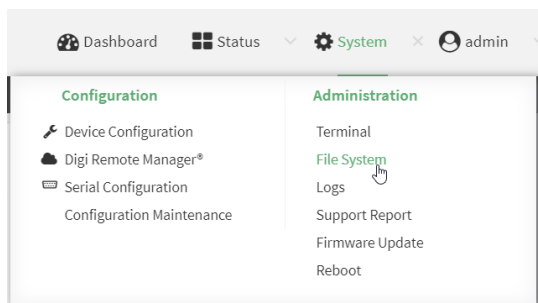 Dashboard Status System admin
Configuration
Device Configuration
Digi Remote Manager®
Serial Configuration
Configuration Maintenance
Administration
Terminal
File System
Logs
Support Report
Firmware Update
Reboot